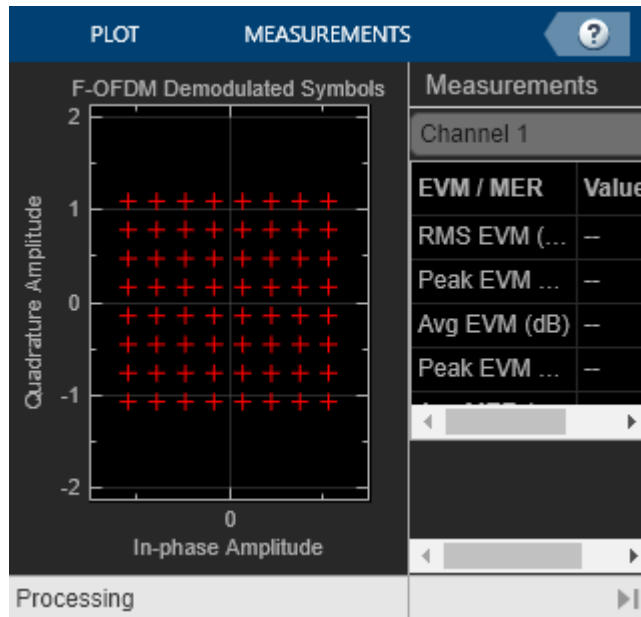 PLOT MEASUREMENTS ?
F-OFDM Demodulated Symbols
2
1
0
-1
-2
Quadrature Amplitude
0
In-phase Amplitude
Measurements
Channel 1
EVM / MER Value
RMS EVM (... --
Peak EVM ... --
Avg EVM (dB) --
Peak EVM ... --
Processing